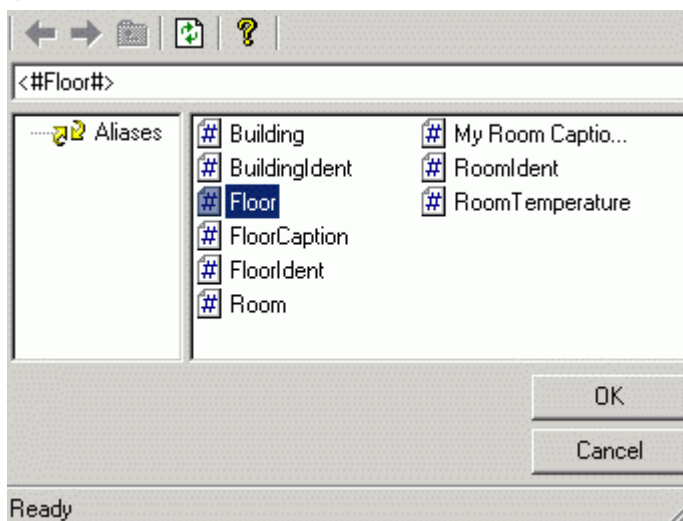 <#Floor#>
Aliases
Building
BuildingIdent
Floor
FloorCaption
FloorIdent
Room
My Room Captio...
RoomIdent
RoomTemperature
OK
Cancel
Ready